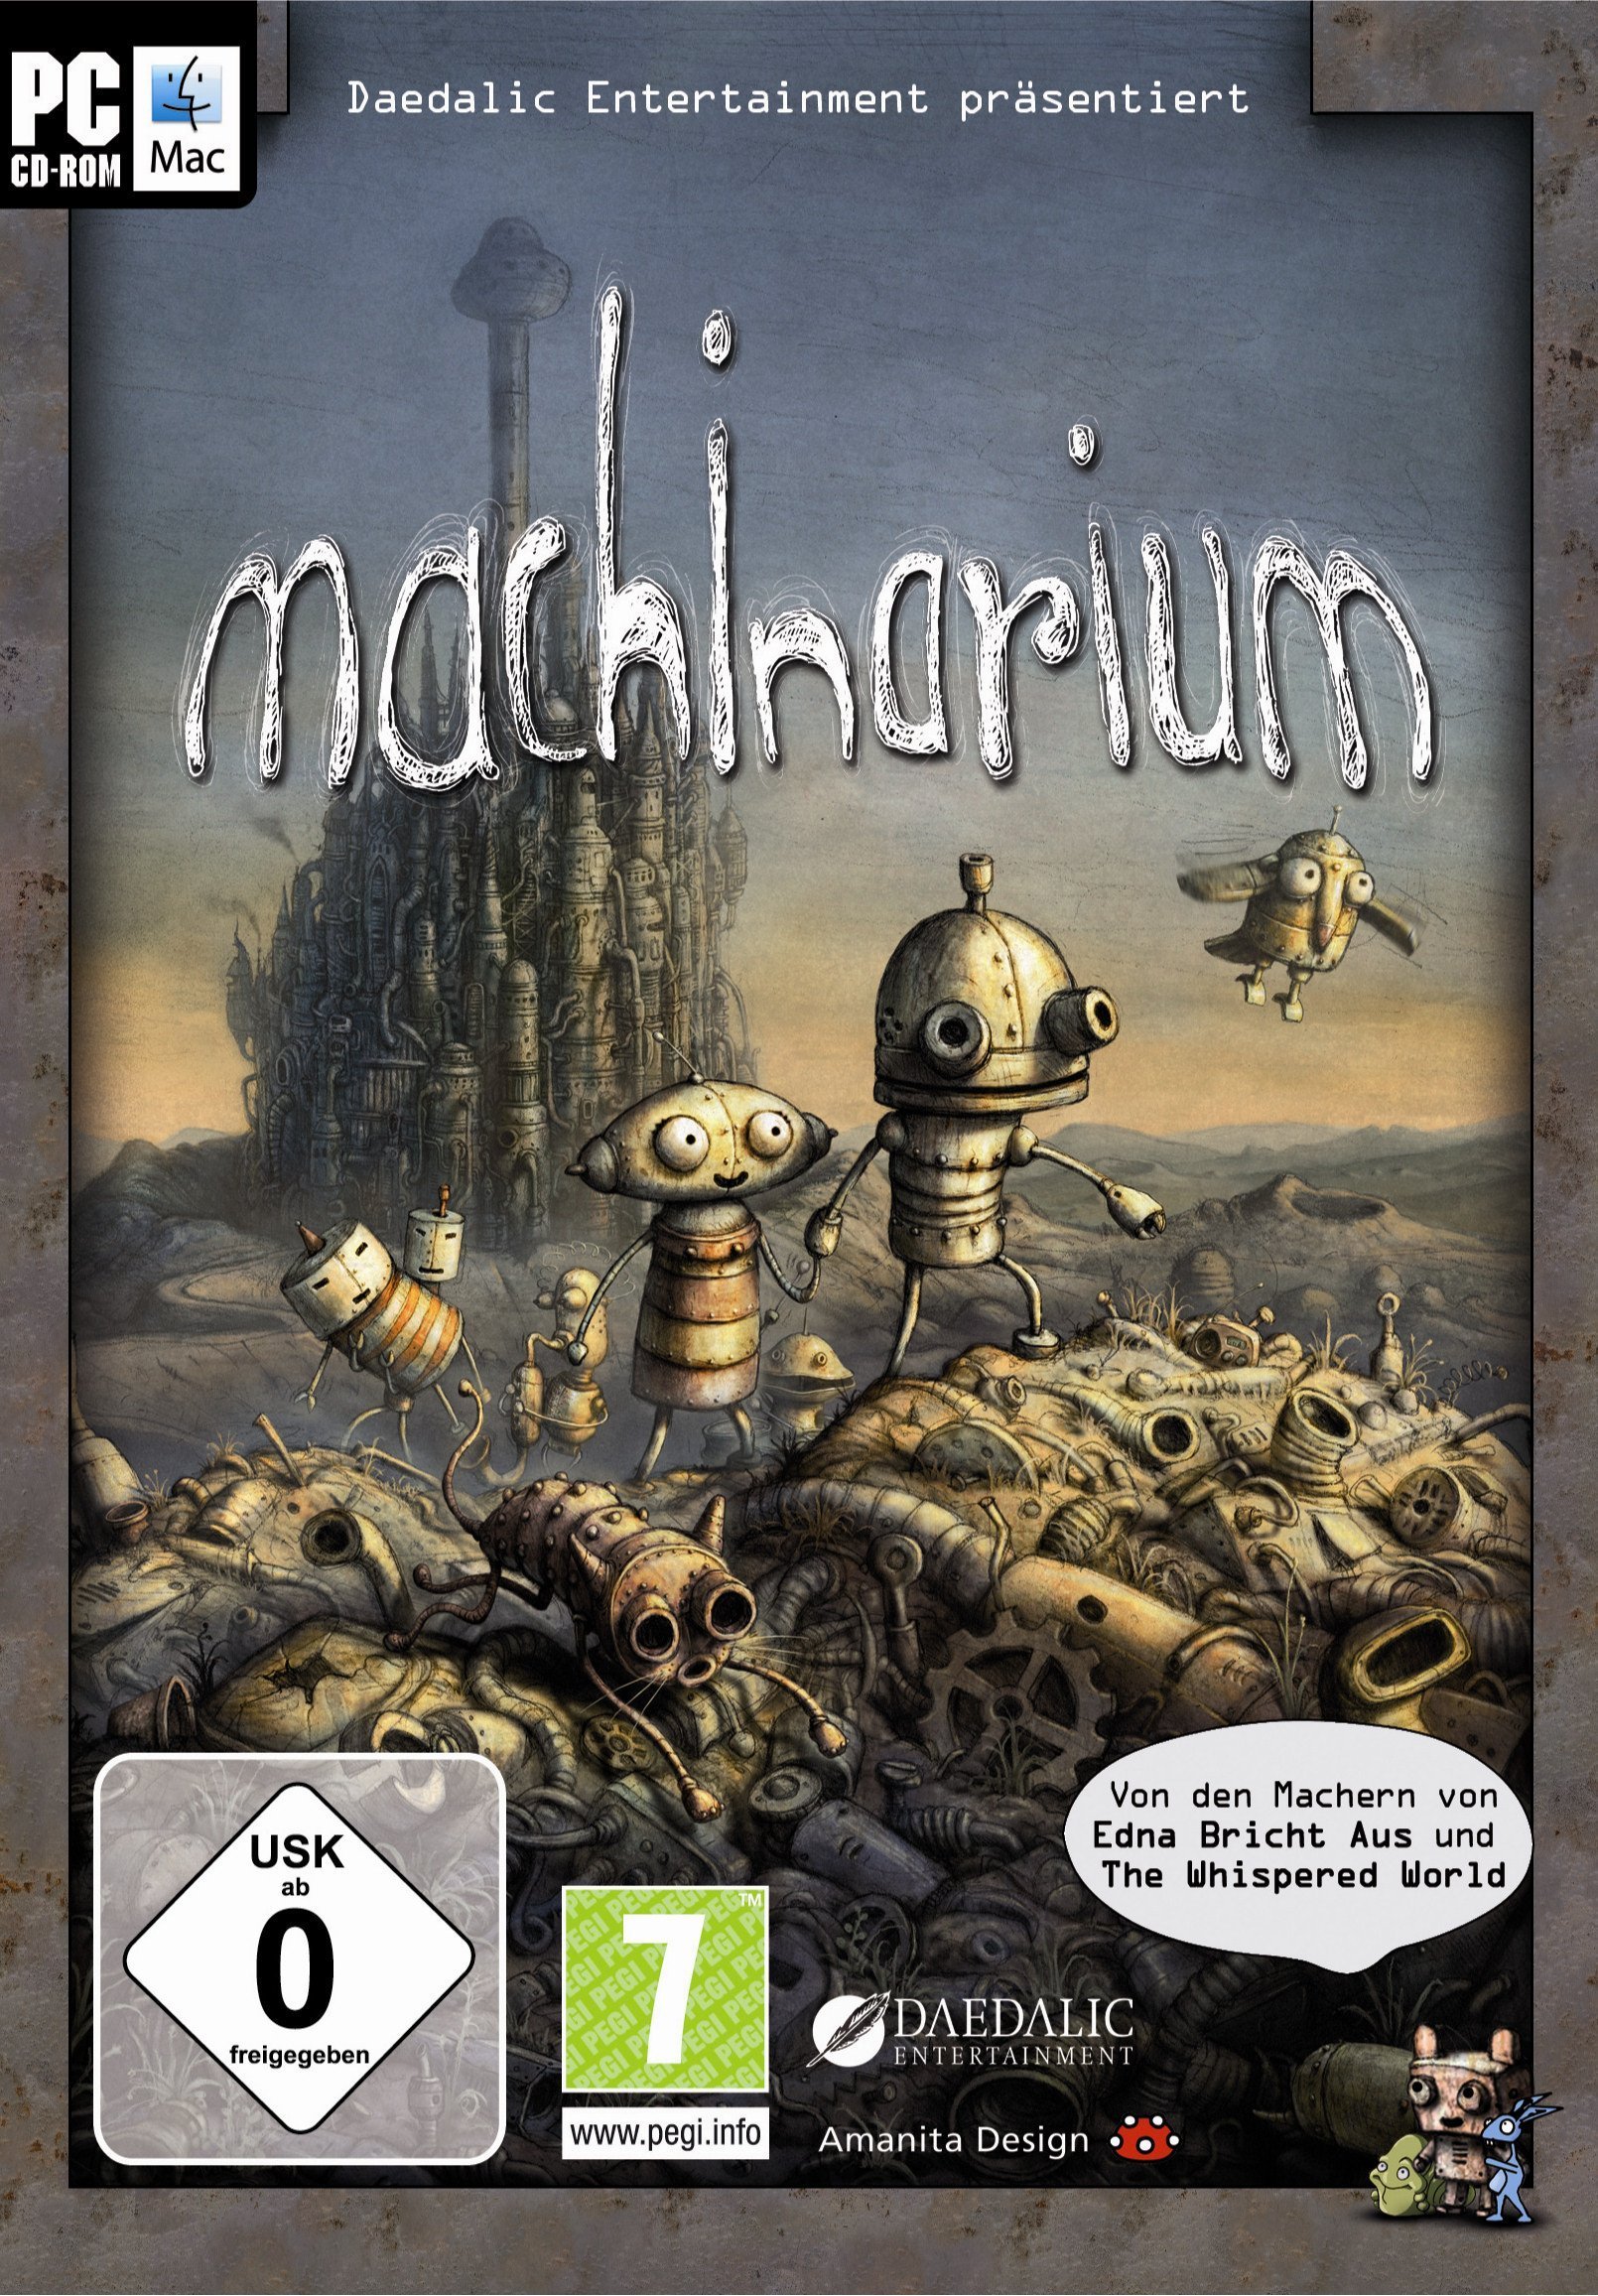 PC
CD-ROM
Mac
Daedalic Entertainment präsentiert
machinarium
Von den Machern von
Edna Bricht Aus und
The Whispered World
USK
ab
0
freigegeben
7
TM
www.pegi.info
DAEDALIC
ENTERTAINMENT
Amanita Design